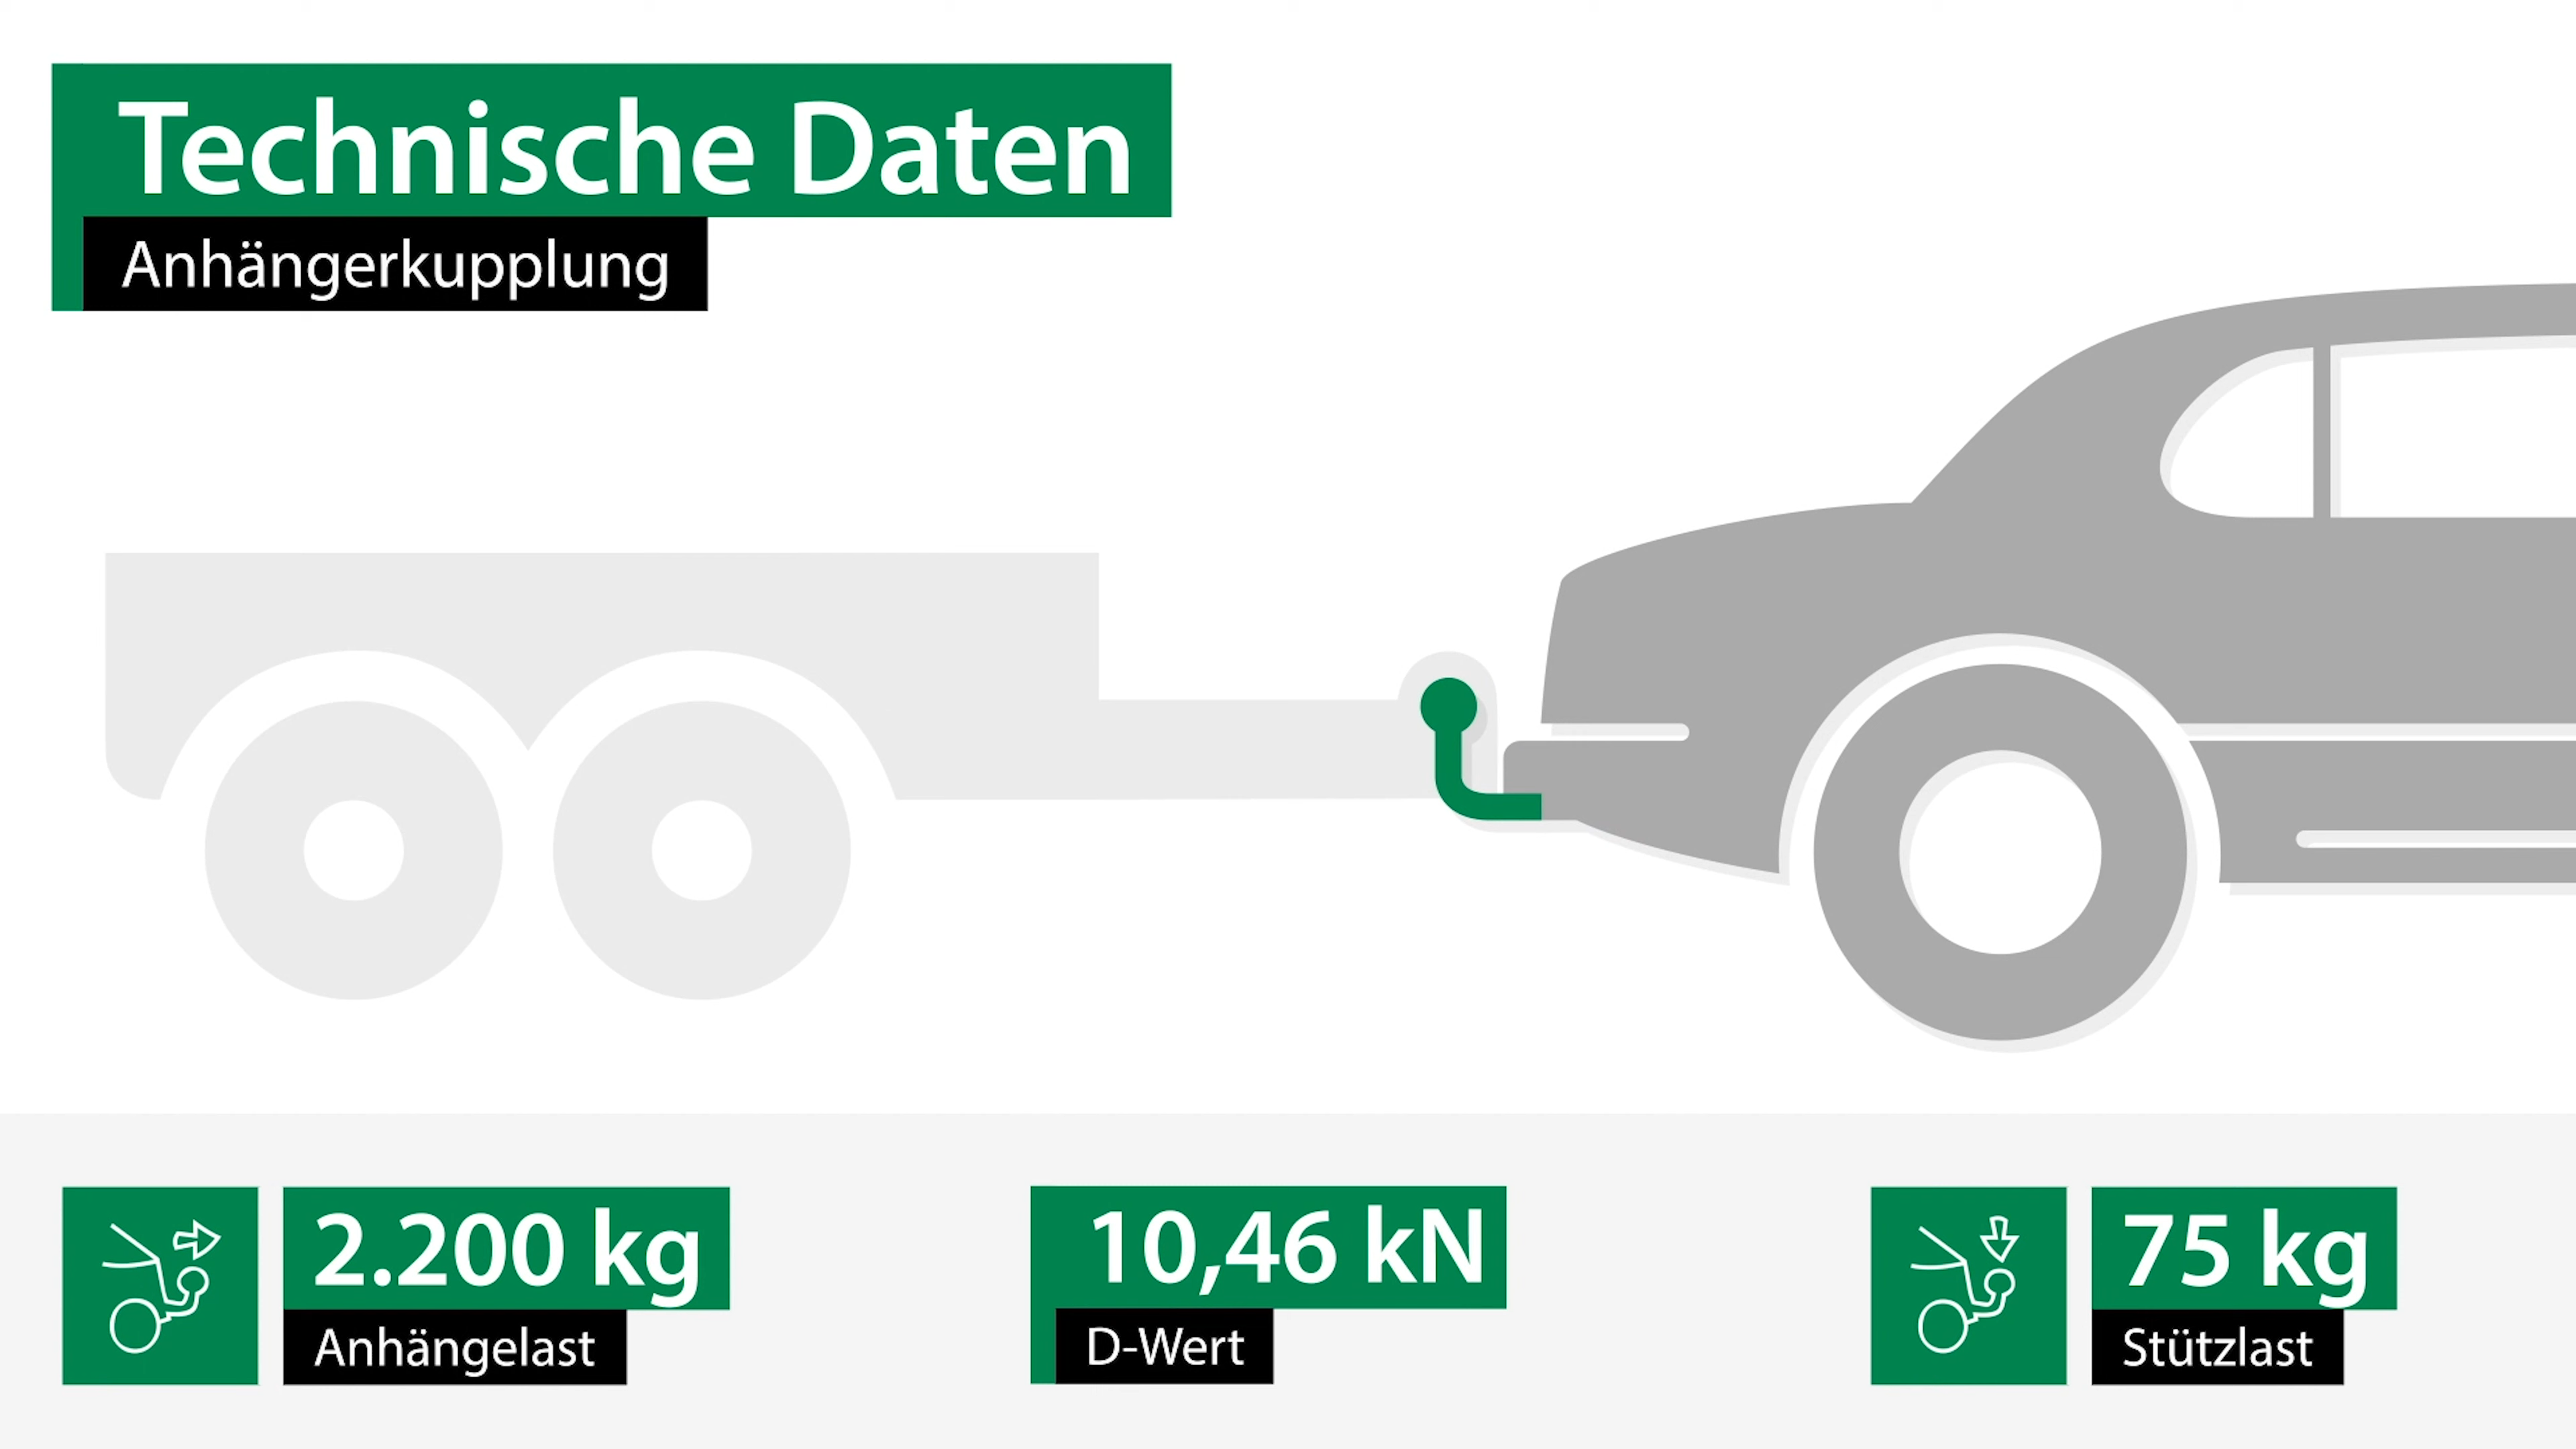 Technische Daten
Anhängerkupplung
2.200 kg
Anhängelast
10,46 kN
D-Wert
75 kg
Stützlast